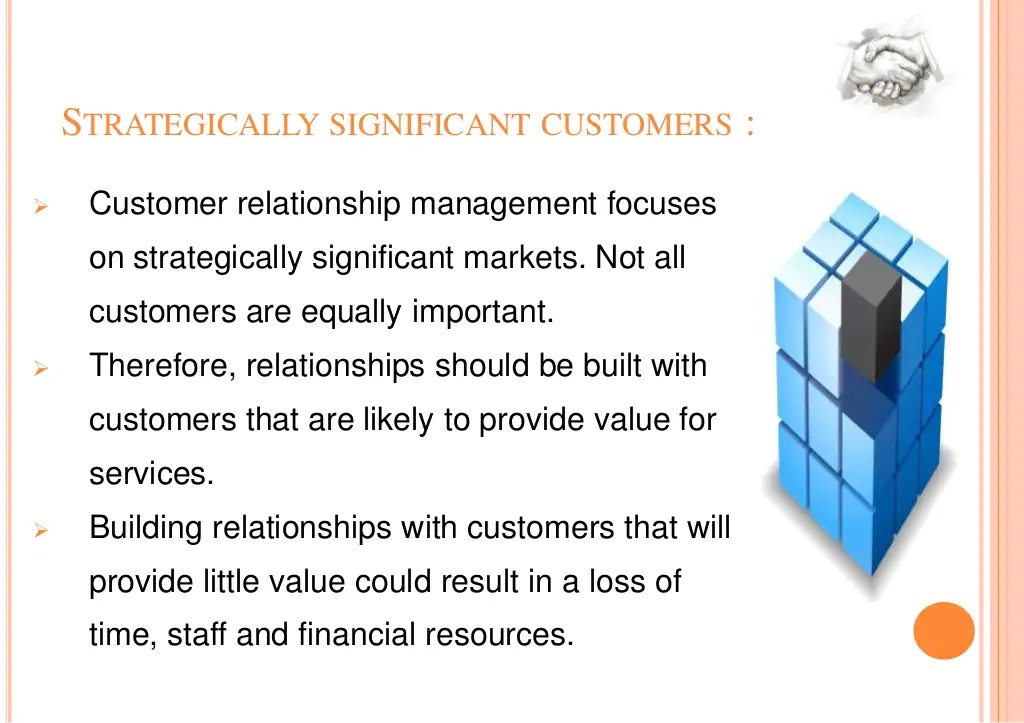 STRATEGICALLY SIGNIFICANT CUSTOMERS :
➢ Customer relationship management focuses
on strategically significant markets. Not all
customers are equally important.
➢ Therefore, relationships should be built with
customers that are likely to provide value for
services.
➢ Building relationships with customers that will
provide little value could result in a loss of
time, staff and financial resources.